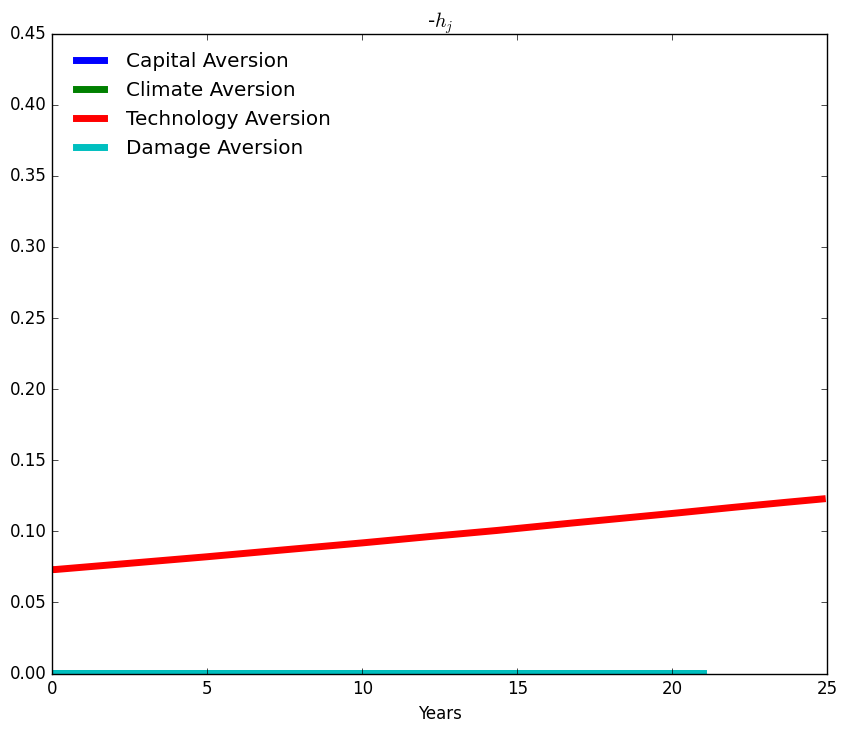 -h_j
0.45
0.40
0.35
0.30
0.25
0.20
0.15
0.10
0.05
0.00
Capital Aversion
Climate Aversion
Technology Aversion
Damage Aversion
0 5 10 15 20 25
Years